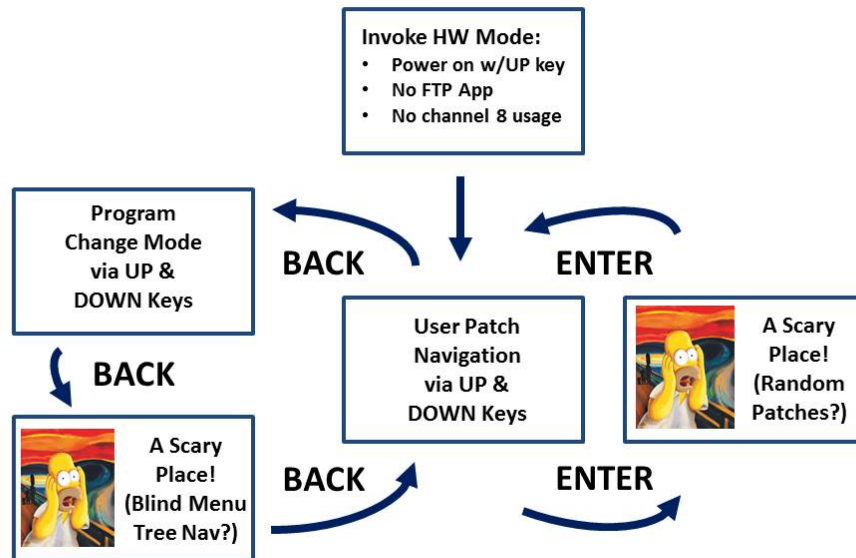 Invoke HW Mode:
• Power on w/UP key
• No FTP App
• No channel 8 usage
Program
Change Mode
via UP &
DOWN Keys
BACK
ENTER
User Patch
Navigation
via UP &
DOWN Keys
A Scary
Place!
(Random
Patches?)
BACK
A Scary
Place!
(Blind Menu
Tree Nav?)
BACK
ENTER